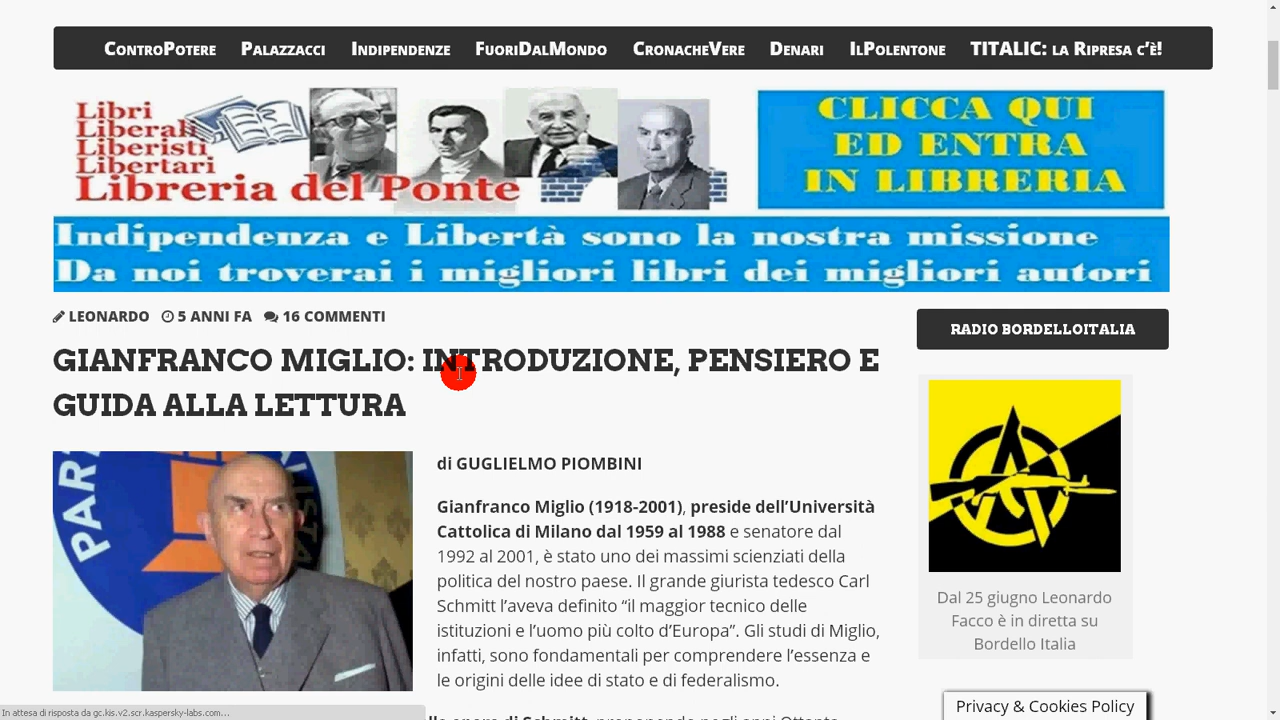 ControPotere Palazzacci Indipendenze FuoriDalMondo CronacheVere Denari IlPolentone TITALIC: la Ripresa c'è!
Libri
Liberali
Liberisti
Libertari
Libreria del Ponte
CLICCA QUI
ED ENTRA
IN LIBRERIA
Indipendenza e Libertà sono la nostra missione
Da noi troverai i migliori libri dei migliori autori
LEONARDO 5 ANNI FA 16 COMMENTI
GIANFRANCO MIGLIO: INTRODUZIONE, PENSIERO E
GUIDA ALLA LETTURA
PAR
di GUGLIELMO PIOMBINI
Gianfranco Miglio (1918-2001), preside dell'Università
Cattolica di Milano dal 1959 al 1988 e senatore dal
1992 al 2001, è stato uno dei massimi scienziati della
politica del nostro paese. Il grande giurista tedesco Carl
Schmitt l'aveva definito “il maggior tecnico delle
istituzioni e l'uomo più colto d'Europa”. Gli studi di Miglio,
infatti, sono fondamentali per comprendere l'essenza e
le origini delle idee di stato e di federalismo.
RADIO BORDELLOITALIA
Dal 25 giugno Leonardo
Facco è in diretta su
Bordello Italia
Privacy & Cookies Policy
In attesa di risposta da gc.kis.v2.scr.kaspersky-labs.com...